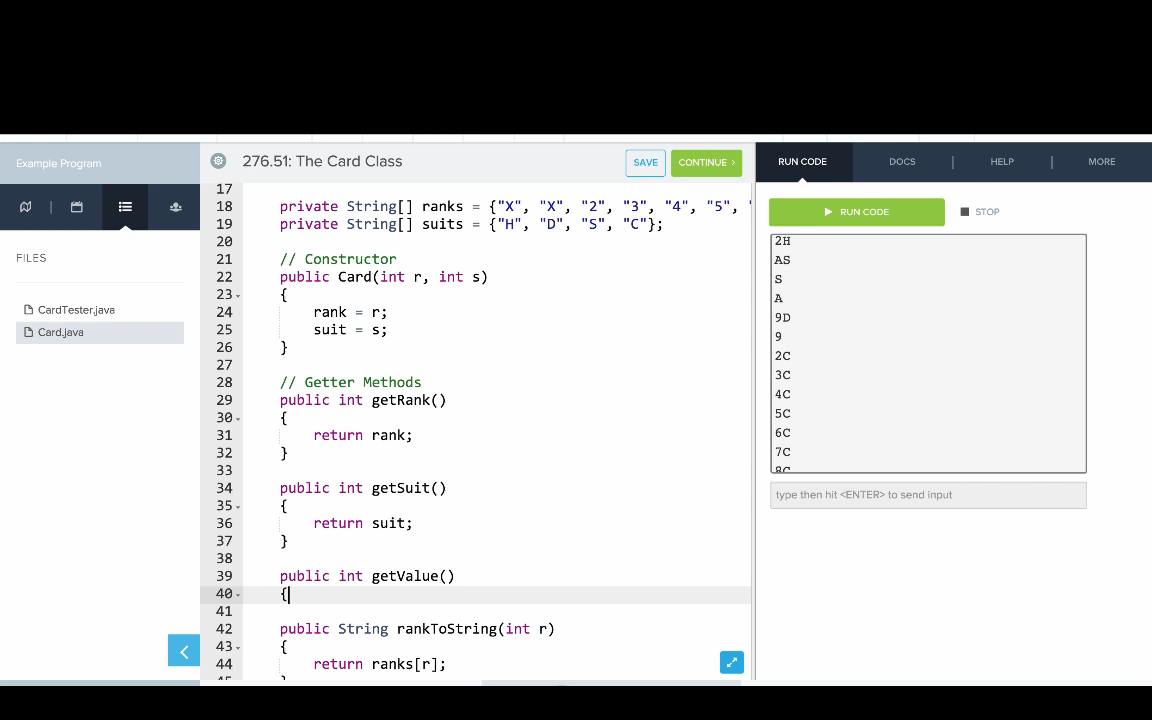 Example Program
276.51: The Card Class
SAVE
CONTINUE ›
RUN CODE
DOCS
HELP
MORE
FILES
CardTester.java
Card.java
17
18 private String[] ranks = {"X", "X", "2", "3", "4", "5", "
19 private String[] suits = {"H", "D", "S", "C"};
20
21 // Constructor
22 public Card(int r, int s)
23 {
24 rank = r;
25 suit = s;
26 }
27
28 // Getter Methods
29 public int getRank()
30 {
31 return rank;
32 }
33
34 public int getSuit()
35 {
36 return suit;
37 }
38
39 public int getValue()
40 {
41
42 public String rankToString(int r)
43 {
44 return ranks[r];
RUN CODE
STOP
2H
AS
S
A
9D
9
2C
3C
4C
5C
6C
7C
8C
type then hit <ENTER> to send input